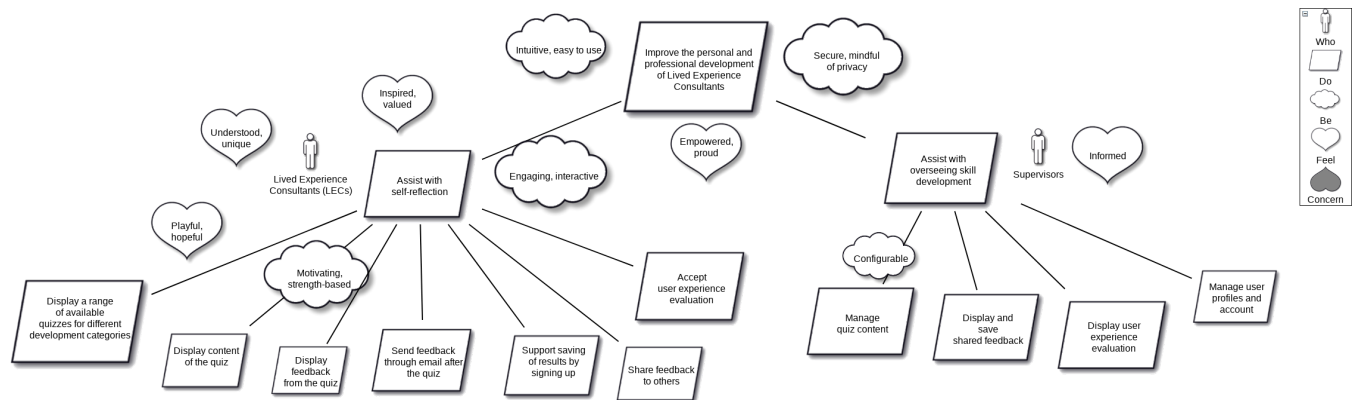 Intuitive, easy to use
Improve the personal and
professional development
of Lived Experience
Consultants
Secure, mindful
of privacy
Inspired,
valued
Understood,
unique
Lived Experience
Consultants (LECs)
Assist with
self-reflection
Engaging, interactive
Empowered,
proud
Assist with
overseeing skill
development
Supervisors
Informed
Playful,
hopeful
Motivating,
strength-based
Configurable
Display a range
of available
quizzes for different
development categories
Display content
of the quiz
Display
feedback
from the quiz
Send feedback
through email after
the quiz
Support saving
of results by
signing up
Share feedback
to others
Accept
user experience
evaluation
Manage
quiz content
Display and
save
shared feedback
Display user
experience
evaluation
Manage user
profiles and
account
Who
Do
Be
Feel
Concern